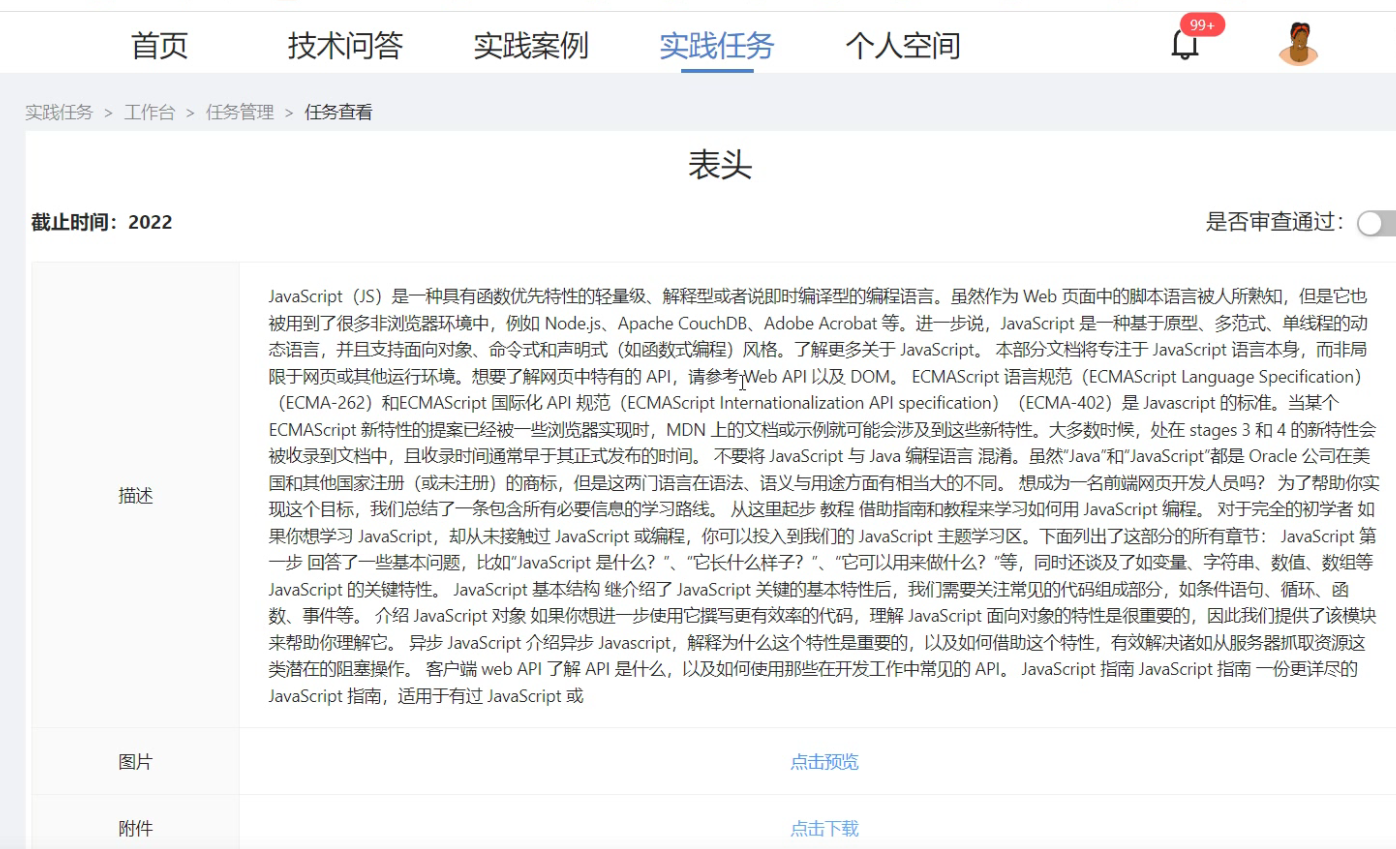 首页 技术问答 实践案例 实践任务 个人空间 99+
实践任务 > 工作台 > 任务管理 > 任务查看
表头
截止时间：2022 是否审查通过：
JavaScript（JS）是一种具有函数优先特性的轻量级、解释型或者说即时编译型的编程语言。虽然作为 Web 页面中的脚本语言被人所熟知，但是它也
被用到了很多非浏览器环境中，例如 Node.js、Apache CouchDB、Adobe Acrobat 等。进一步说，JavaScript 是一种基于原型、多范式、单线程的动
态语言，并且支持面向对象、命令式和声明式（如函数式编程）风格。了解更多关于 JavaScript。 本部分文档将专注于 JavaScript 语言本身，而非局
限于网页或其他运行环境。想要了解网页中特有的 API，请参考 Web API 以及 DOM。 ECMAScript 语言规范（ECMAScript Language Specification）
（ECMA-262）和ECMAScript 国际化 API 规范（ECMAScript Internationalization API specification）（ECMA-402）是 Javascript 的标准。当某个
ECMAScript 新特性的提案已经被一些浏览器实现时，MDN 上的文档或示例就可能会涉及到这些新特性。大多数时候，处在 stages 3 和 4 的新特性会
被收录到文档中，且收录时间通常早于其正式发布的时间。 不要将 JavaScript 与 Java 编程语言 混淆。虽然"Java"和"JavaScript"都是 Oracle 公司在美
国和其他国家注册（或未注册）的商标，但是这两门语言在语法、语义与用途方面有相当大的不同。 想成为一名前端网页开发人员吗？ 为了帮助你实
现这个目标，我们总结了一条包含所有必要信息的学习路线。 从这里起步 教程 借助指南和教程来学习如何用 JavaScript 编程。 对于完全的初学者 如
果你想学习 JavaScript，却从未接触过 JavaScript 或编程，你可以投入到我们的 JavaScript 主题学习区。下面列出了这部分的所有章节： JavaScript 第
描述
一步 回答了一些基本问题，比如"JavaScript 是什么？"、"它长什么样子？"、"它可以用来做什么？"等，同时还谈及了如变量、字符串、数值、数组等
JavaScript 的关键特性。 JavaScript 基本结构 继介绍了 JavaScript 关键的基本特性后，我们需要关注常见的代码组成部分，如条件语句、循环、函
数、事件等。 介绍 JavaScript 对象 如果你想进一步使用它撰写更有效率的代码，理解 JavaScript 面向对象的特性是很重要的，因此我们提供了该模块
来帮助你理解它。 异步 JavaScript 介绍异步 Javascript，解释为什么这个特性是重要的，以及如何借助这个特性，有效解决诸如从服务器抓取资源这
类潜在的阻塞操作。 客户端 web API 了解 API 是什么，以及如何使用那些在开发工作中常见的 API。 JavaScript 指南 JavaScript 指南 一份更详尽的
JavaScript 指南，适用于有过 JavaScript 或
图片 点击预览
附件 点击下载